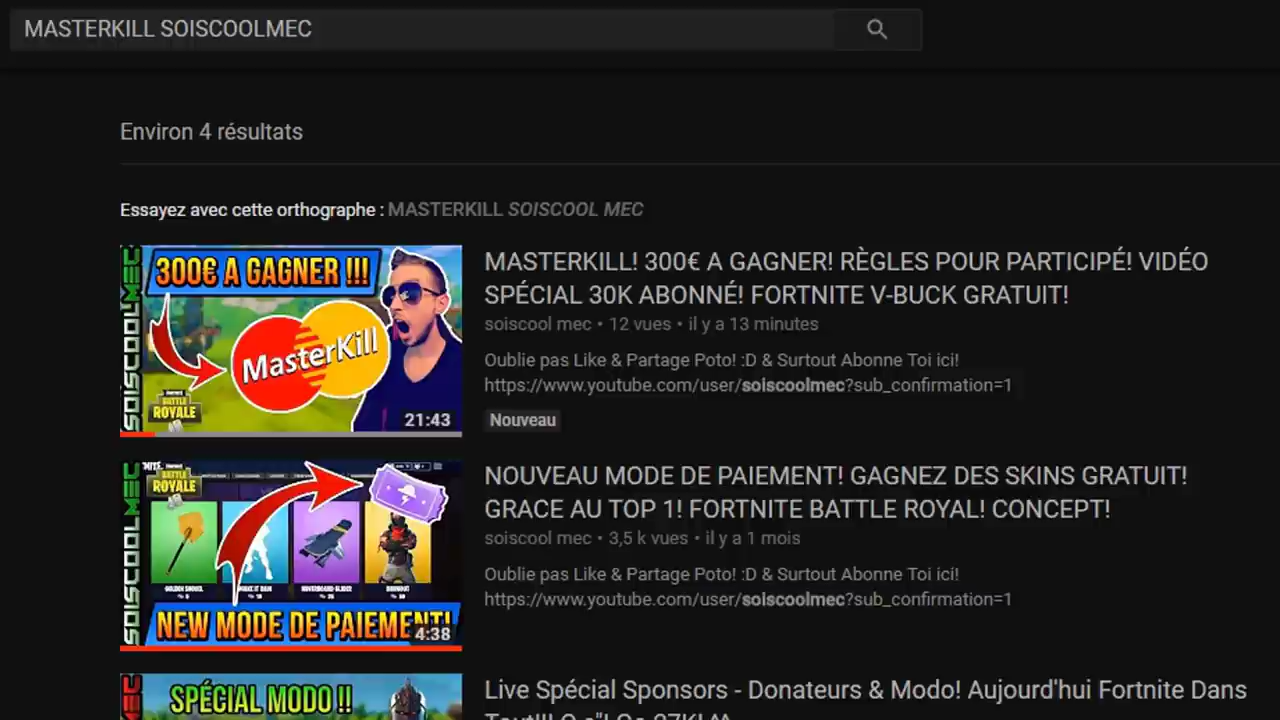 MASTERKILL SOISCOOLMEC
Environ 4 résultats
Essayez avec cette orthographe : MASTERKILL SOISCOOL MEC
SOISCOOLMEC
300€ A GAGNER !!!
MasterKill
BATTLE
ROYALE
21:43
MASTERKILL! 300€ A GAGNER! RÈGLES POUR PARTICIPÉ! VIDÉO
SPÉCIAL 30K ABONNÉ! FORTNITE V-BUCK GRATUIT!
soiscool mec • 12 vues • il y a 13 minutes
Oublie pas Like & Partage Poto! :D & Surtout Abonne Toi ici!
https://www.youtube.com/user/soiscoolmec?sub_confirmation=1
Nouveau
SOISCOOLMEC
BATTLE
ROYALE
NEW MODE DE PAIEMENT!
4:38
NOUVEAU MODE DE PAIEMENT! GAGNEZ DES SKINS GRATUIT!
GRACE AU TOP 1! FORTNITE BATTLE ROYAL! CONCEPT!
soiscool mec • 3,5 k vues • il y a 1 mois
Oublie pas Like & Partage Poto! :D & Surtout Abonne Toi ici!
https://www.youtube.com/user/soiscoolmec?sub_confirmation=1
SPÉCIAL MODO !!
Live Spécial Sponsors - Donateurs & Modo! Aujourd'hui Fortnite Dans